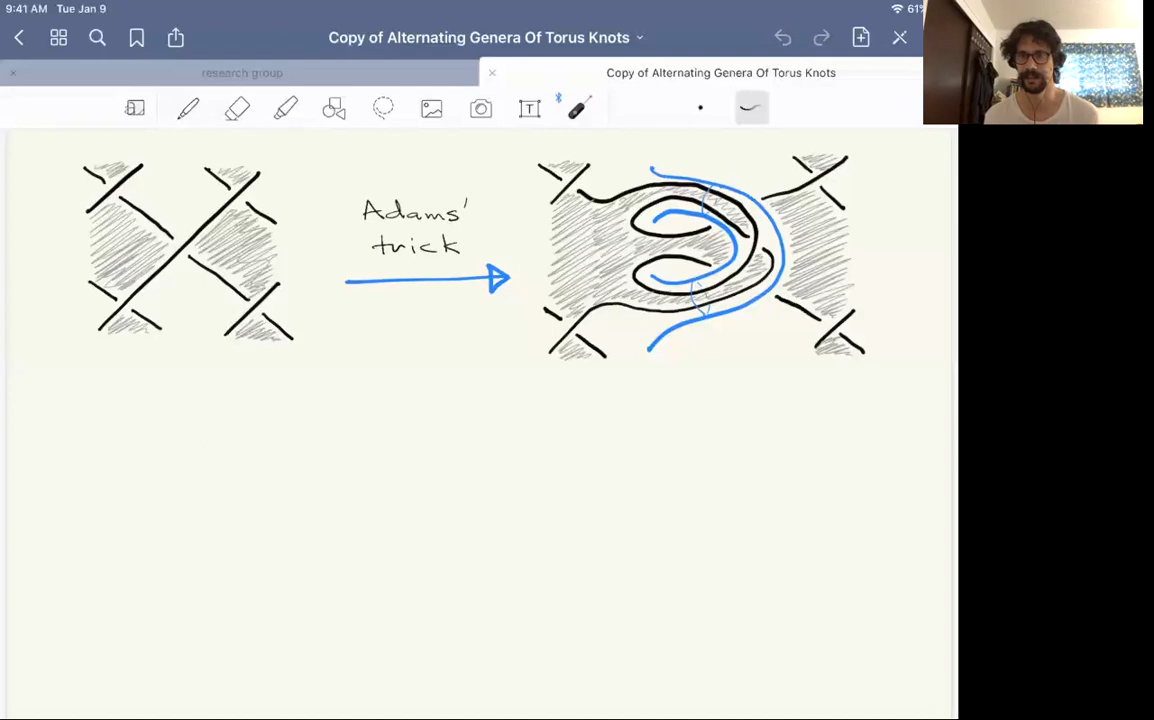 9:41 AM Tue Jan 9
61%
Copy of Alternating Genera Of Torus Knots
research group
Copy of Alternating Genera Of Torus Knots
T
Adams'
trick